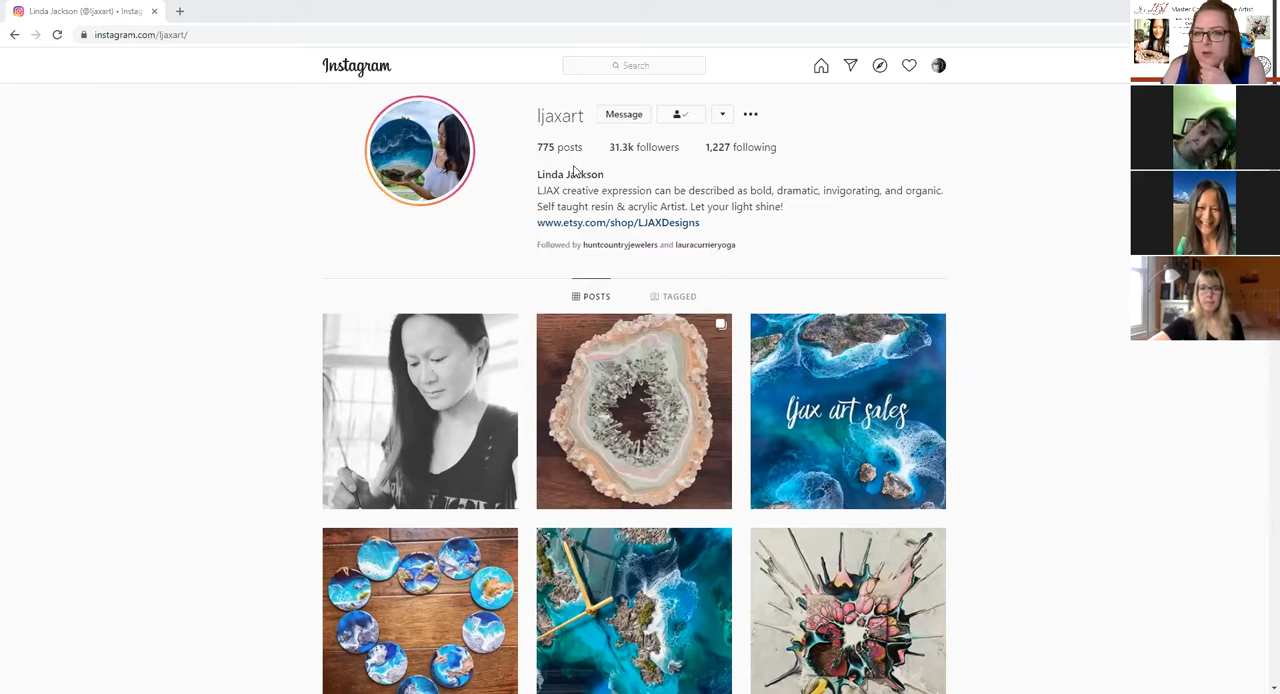 Linda Jackson (@ljaxart) • Instag
instagram.com/ljaxart/
Instagram
Search
ljaxart
Message
775 posts
31.3k followers
1,227 following
Linda Jackson
LJAX creative expression can be described as bold, dramatic, invigorating, and organic.
Self taught resin & acrylic Artist. Let your light shine!
www.etsy.com/shop/LJAXDesigns
Followed by huntcountryjewelers and lauracurrieryoga
POSTS
TAGGED
ljax art sales